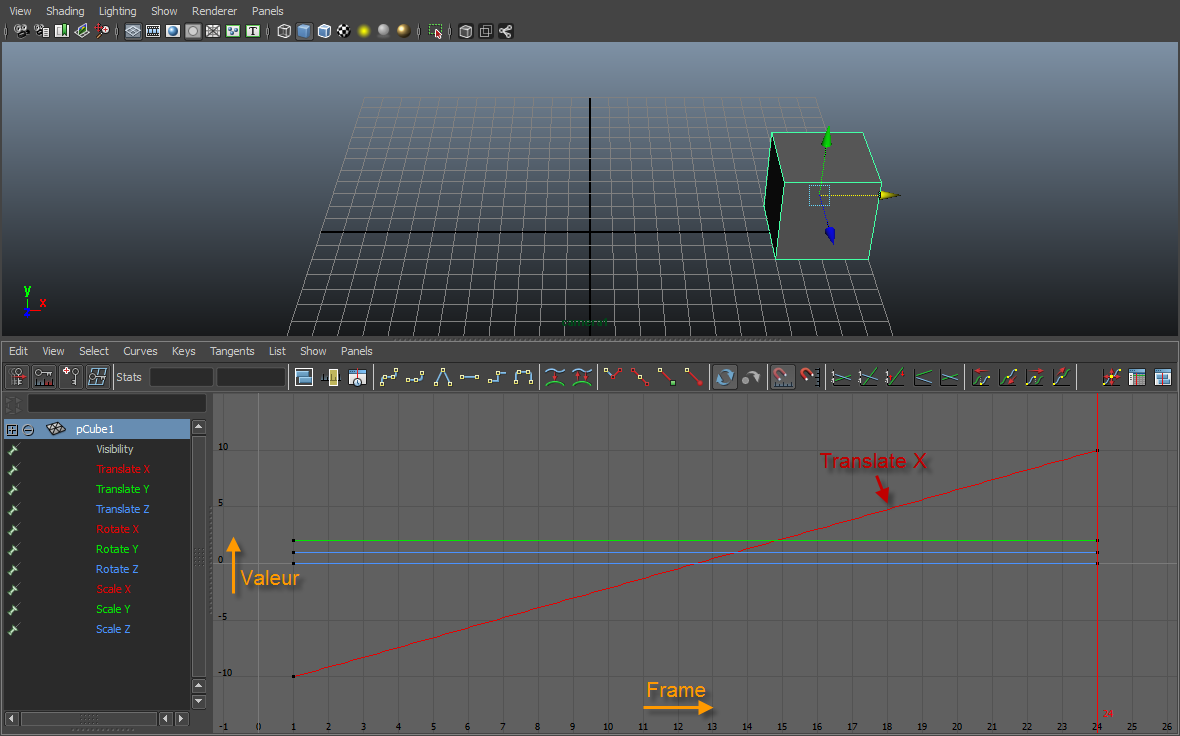 View Shading Lighting Show Renderer Panels
T
y
x
z
Edit View Select Curves Keys Tangents List Show Panels
Stats
pCube1
Visibility
Translate X
Translate Y
Translate Z
Rotate X
Rotate Y
Rotate Z
Scale X
Scale Y
Scale Z
10
5
0
-5
-10
Valeur
Translate X
Frame
24
-1 0 1 2 3 4 5 6 7 8 9 10 11 12 13 14 15 16 17 18 19 20 21 22 23 24 25 26